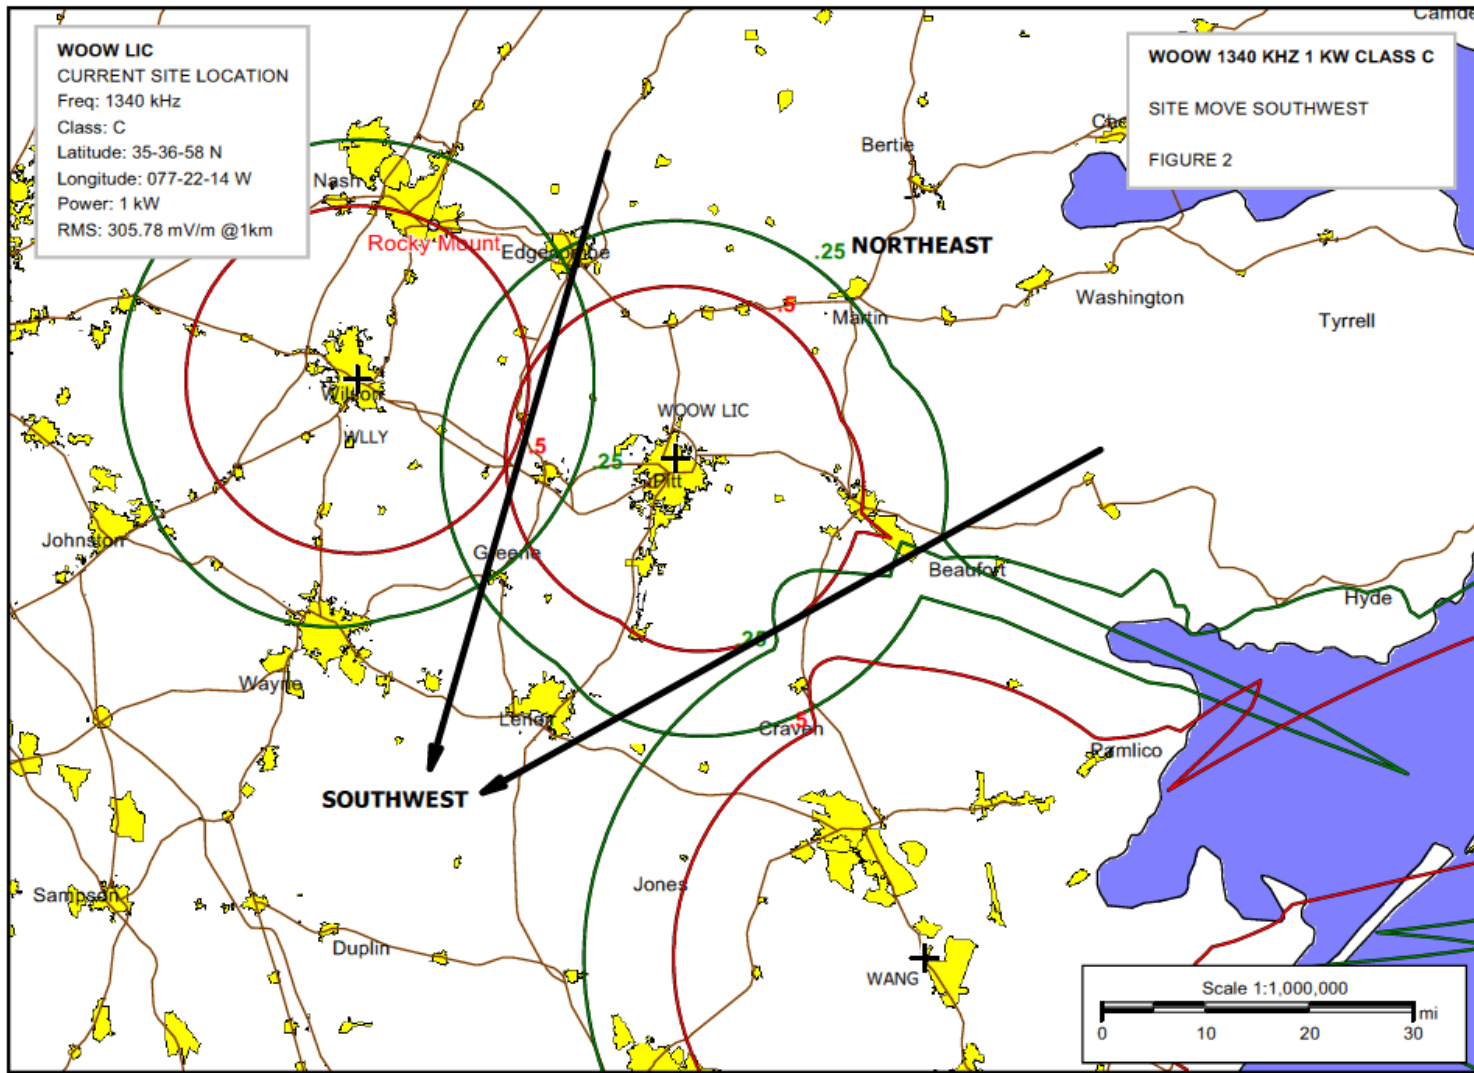 WOOW LIC
CURRENT SITE LOCATION
Freq: 1340 kHz
Class: C
Latitude: 35-36-58 N
Longitude: 077-22-14 W
Power: 1 kW
RMS: 305.78 mV/m @1km
WOOW 1340 KHZ 1 KW CLASS C
SITE MOVE SOUTHWEST
FIGURE 2
Bertie
Nash
Rocky Mount
.25
NORTHEAST
Washington
.5
Martin
Tyrrell
Wilson
WOOW LIC
WLLY
.5
.25
Pitt
Johnston
Greene
Beaufort
Hyde
.25
Wayne
Lenoir
.5
Craven
Pamlico
SOUTHWEST
Jones
Sampson
Duplin
WANG
Scale 1:1,000,000
mi
0 10 20 30